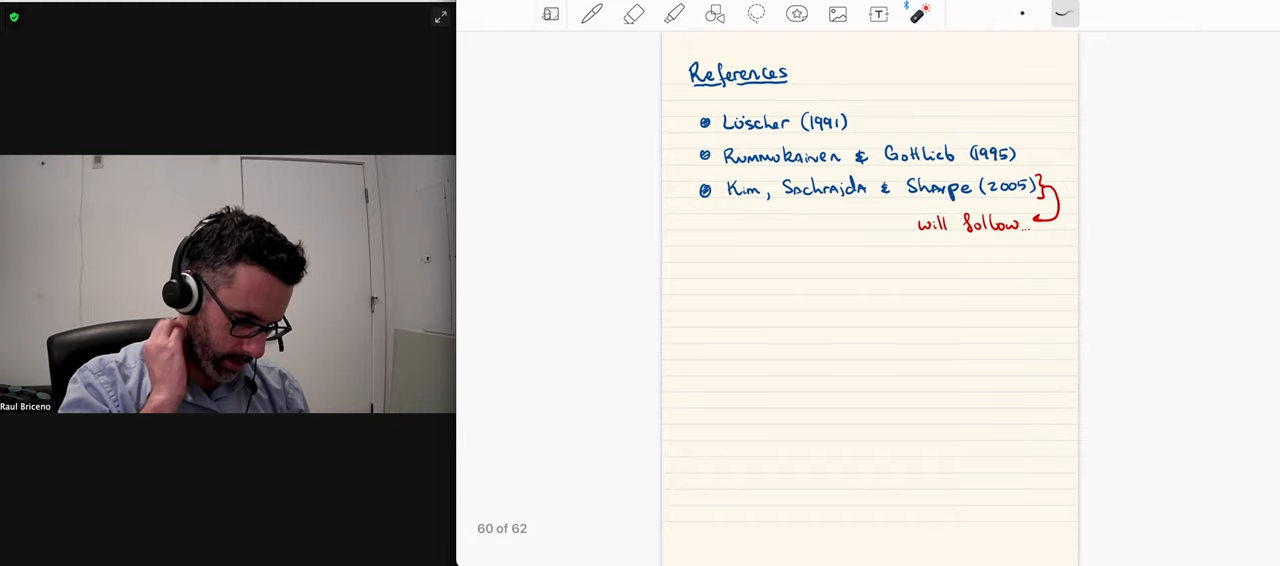 References
Lüscher (1991)
Rummukainen & Gottlieb (1995)
Kim, Sachrajda & Sharpe (2005)
will follow...
Raul Briceno
60 of 62